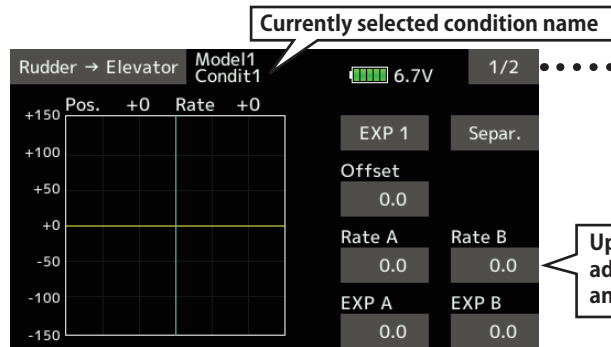 Currently selected condition name
Rudder → Elevator
Model1
Condit1
6.7V
1/2
Pos. +0 Rate +0
+150
+100
+50
+0
-50
-100
-150
EXP 1
Separ.
Offset
0.0
Rate A
Rate B
0.0
0.0
EXP A
EXP B
0.0
0.0